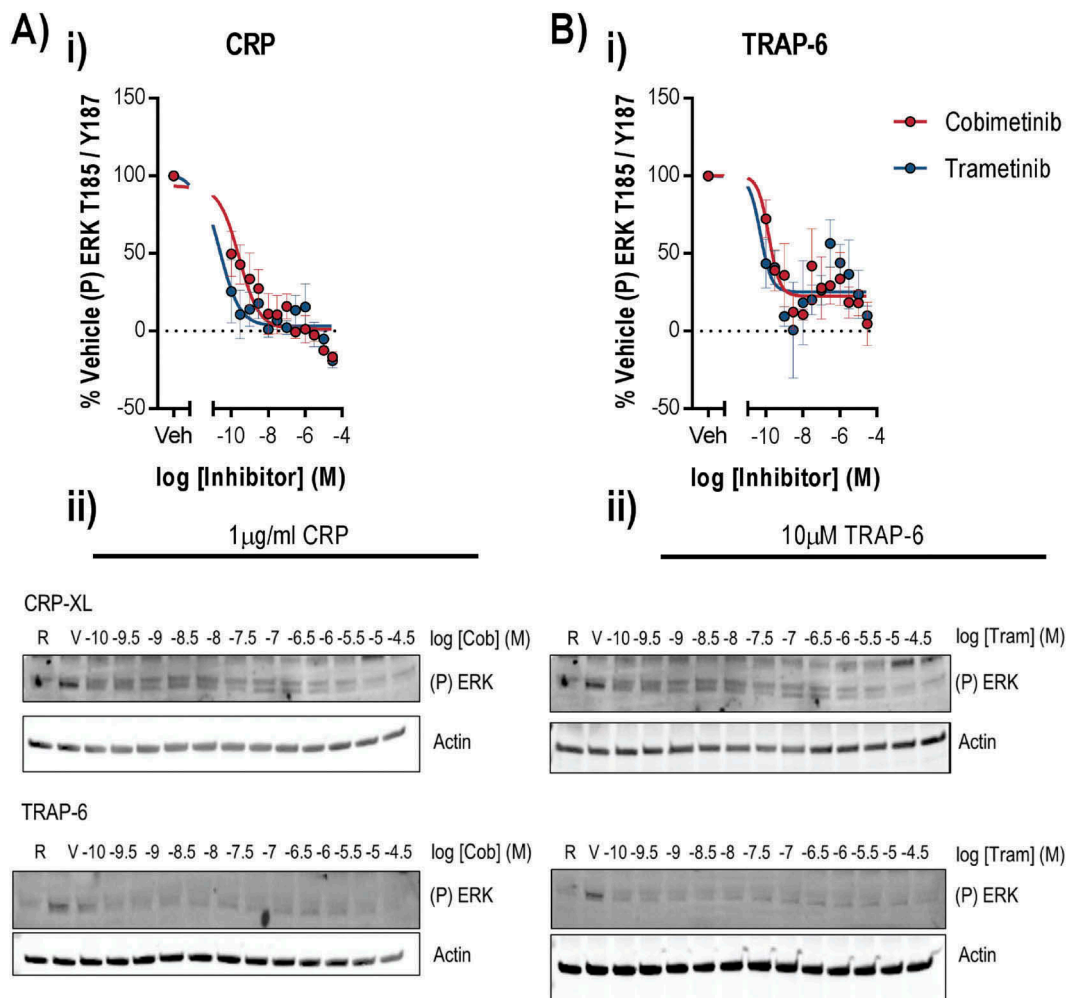 A)
i)
CRP
% Vehicle (P) ERK T185 / Y187
150
100
50
0
-50
Veh
-10
-8
-6
-4
log [Inhibitor] (M)
B)
i)
TRAP-6
% Vehicle (P) ERK T185 / Y187
150
100
50
0
-50
Veh
-10
-8
-6
-4
log [Inhibitor] (M)
Cobimetinib
Trametinib
ii)
1μg/ml CRP
ii)
10μM TRAP-6
CRP-XL
R V -10 -9.5 -9 -8.5 -8 -7.5 -7 -6.5 -6 -5.5 -5 -4.5 log [Cob] (M)
(P) ERK
Actin
R V -10 -9.5 -9 -8.5 -8 -7.5 -7 -6.5 -6 -5.5 -5 -4.5 log [Tram] (M)
(P) ERK
Actin
TRAP-6
R V -10 -9.5 -9 -8.5 -8 -7.5 -7 -6.5 -6 -5.5 -5 -4.5 log [Cob] (M)
(P) ERK
Actin
R V -10 -9.5 -9 -8.5 -8 -7.5 -7 -6.5 -6 -5.5 -5 -4.5 log [Tram] (M)
(P) ERK
Actin